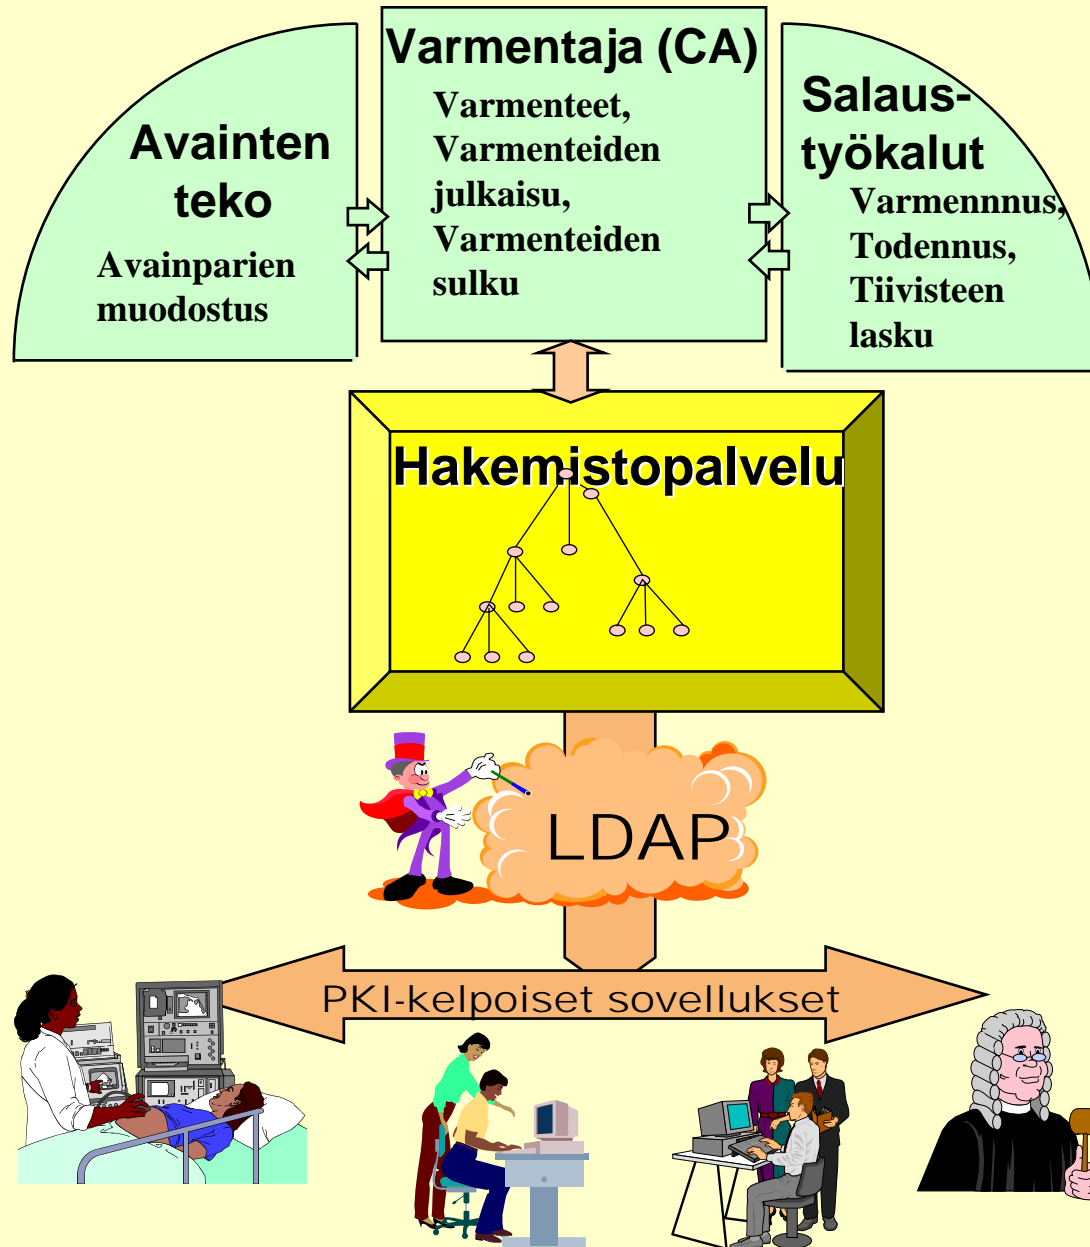 Avainten
teko
Avainparien
muodostus
Varmentaja (CA)
Varmenteet,
Varmenteiden
julkaisu,
Varmenteiden
sulku
Salaus-
työkalut
Varmennnus,
Todennus,
Tiivisteen
lasku
Hakemistopalvelu
LDAP
PKI-kelpoiset sovellukset